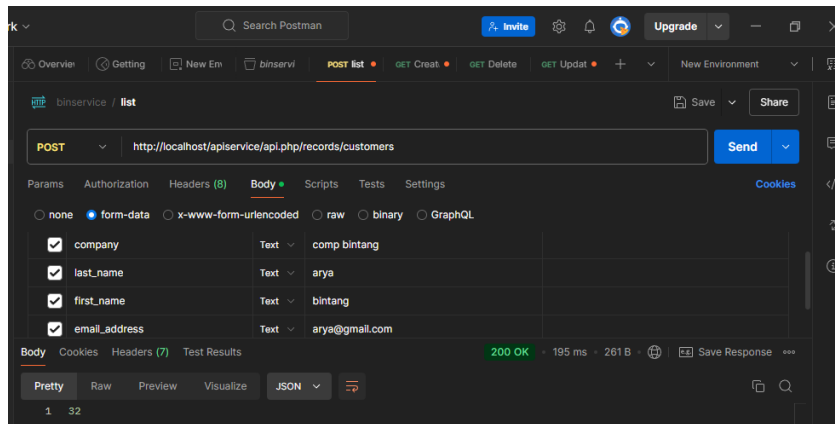 rk Search Postman Invite Upgrade
Overviev Getting New En binservi POST list GET Creat GET Delete GET Updat New Environment
HTTP binservice / list Save Share
POST http://localhost/apiservice/api.php/records/customers Send
Params Authorization Headers (8) Body Scripts Tests Settings Cookies
none form-data x-www-form-urlencoded raw binary GraphQL
company Text comp bintang
last_name Text arya
first_name Text bintang
email_address Text arya@gmail.com
Body Cookies Headers (7) Test Results 200 OK 195 ms 261 B e.g. Save Response
Pretty Raw Preview Visualize JSON
1 32